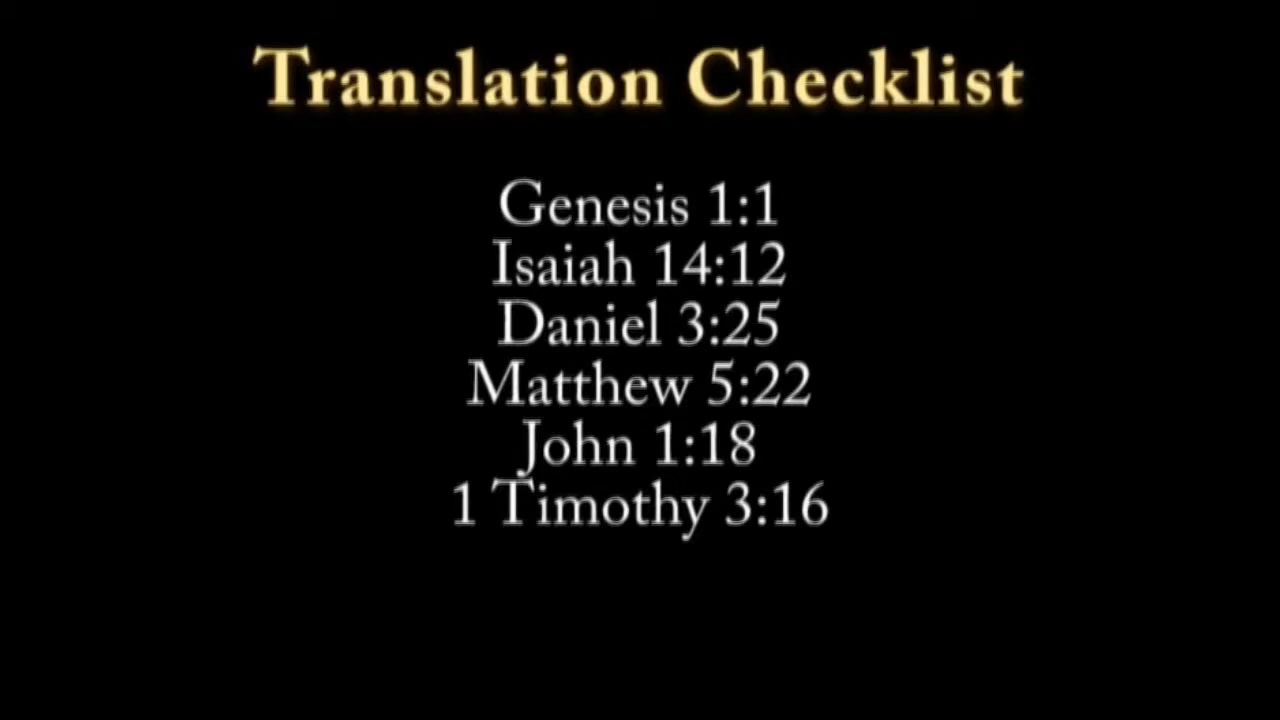 Translation Checklist
Genesis 1:1
Isaiah 14:12
Daniel 3:25
Matthew 5:22
John 1:18
1 Timothy 3:16